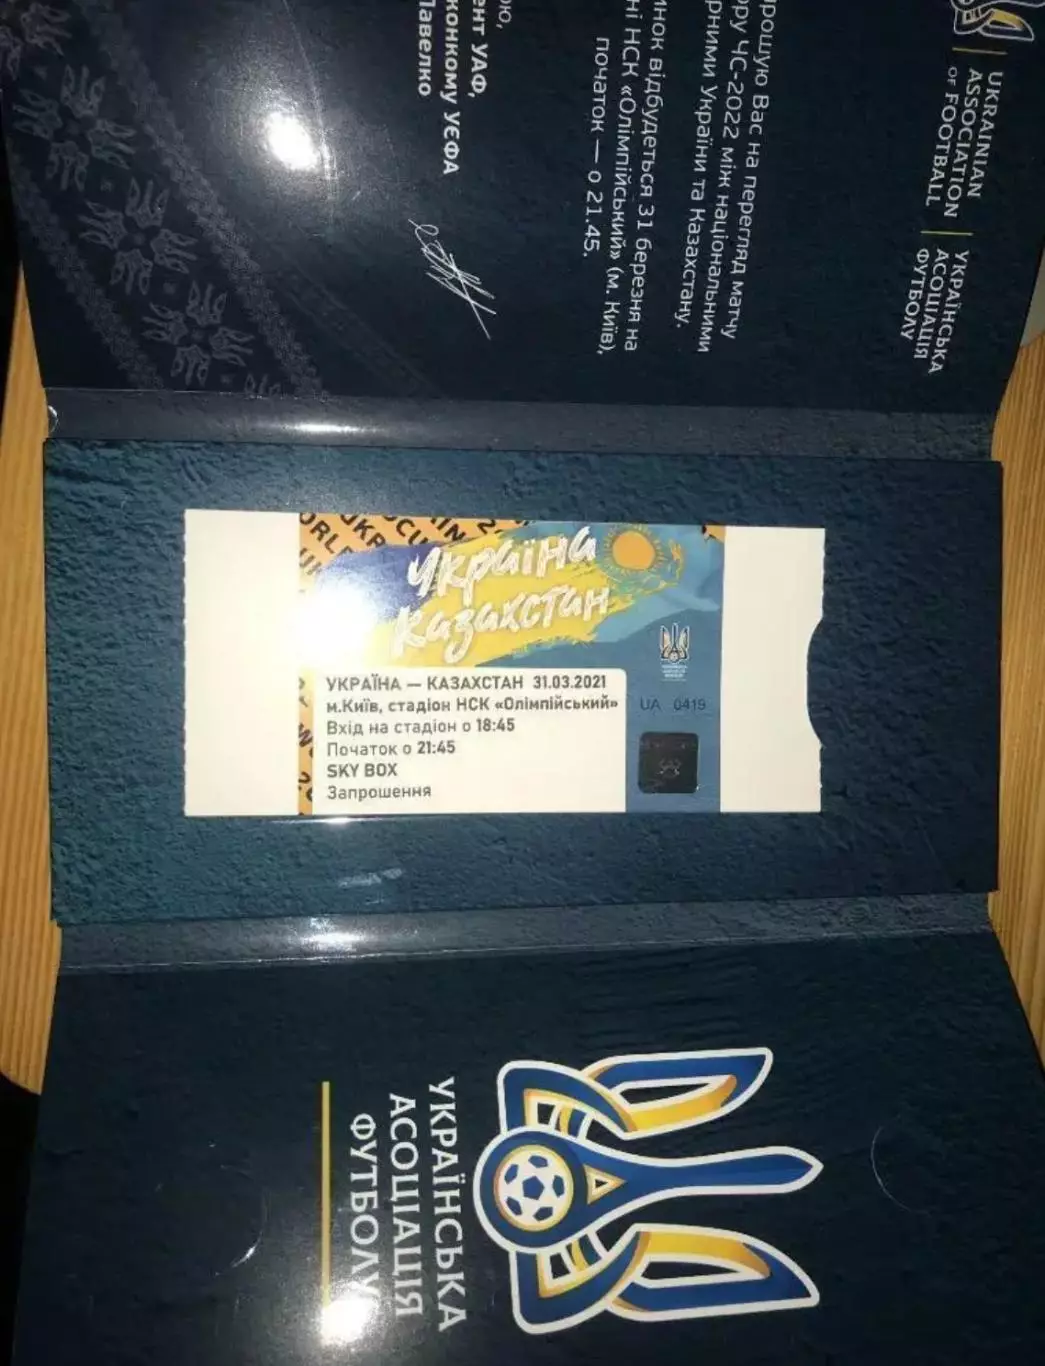 UKRAINIAN
ASSOCIATION
OF FOOTBALL
УКРАЇНСЬКА
АСОЦІАЦІЯ
ФУТБОЛУ
Вас на перегляд матчу
ЧС-2022 між національними
України та Казахстану.
відбудеться 31 березня на
НСК «Олімпійський» (м. Київ),
початок — о 21.45.
УАФ,
УЄФА
Павелко
україна
казахстан
УКРАЇНА — КАЗАХСТАН 31.03.2021
м.Київ, стадіон НСК «Олімпійський»
Вхід на стадіон о 18:45
Початок о 21:45
SKY BOX
Запрошення
UA 0419
УКРАЇНСЬКА
АСОЦІАЦІЯ
ФУТБОЛУ